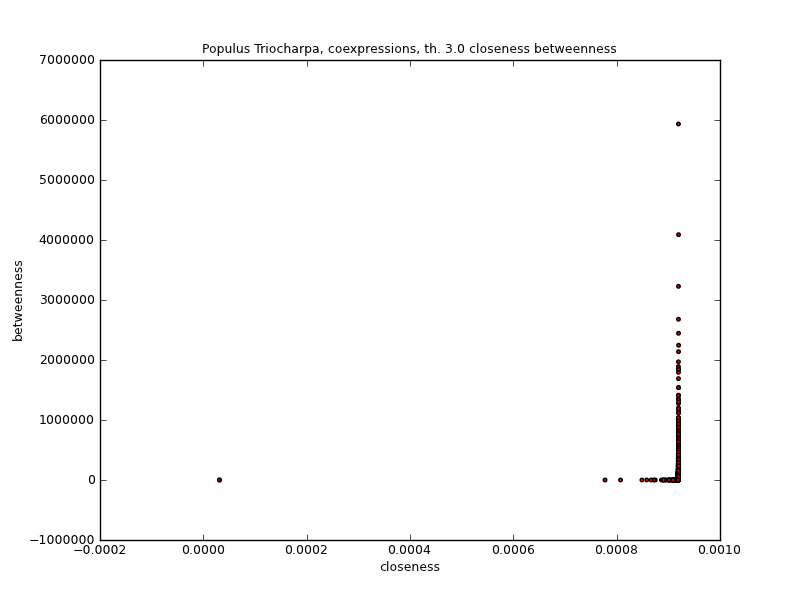 Populus Triocharpa, coexpressions, th. 3.0 closeness betweenness
7000000
6000000
5000000
4000000
3000000
2000000
1000000
0
−1000000
−0.0002 0.0000 0.0002 0.0004 0.0006 0.0008 0.0010
betweenness
closeness